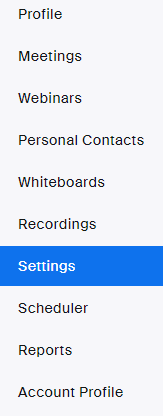 Profile
Meetings
Webinars
Personal Contacts
Whiteboards
Recordings
Settings
Scheduler
Reports
Account Profile